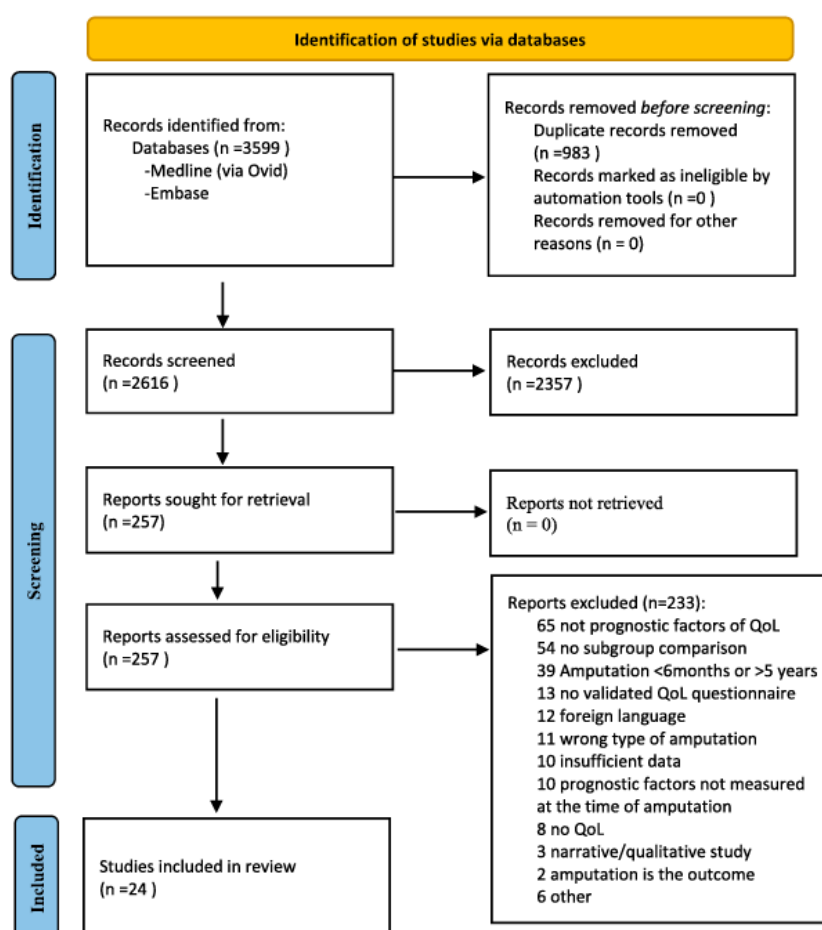 Identification of studies via databases
Identification
Records identified from:
Databases (n =3599 )
-Medline (via Ovid)
-Embase
Records removed before screening:
Duplicate records removed
(n =983 )
Records marked as ineligible by
automation tools (n =0 )
Records removed for other
reasons (n = 0)
Screening
Records screened
(n =2616 )
Records excluded
(n =2357 )
Reports sought for retrieval
(n =257)
Reports not retrieved
(n = 0)
Reports assessed for eligibility
(n =257 )
Reports excluded (n=233):
65 not prognostic factors of QoL
54 no subgroup comparison
39 Amputation <6months or >5 years
13 no validated QoL questionnaire
12 foreign language
11 wrong type of amputation
10 insufficient data
10 prognostic factors not measured
at the time of amputation
8 no QoL
3 narrative/qualitative study
2 amputation is the outcome
6 other
Included
Studies included in review
(n =24 )